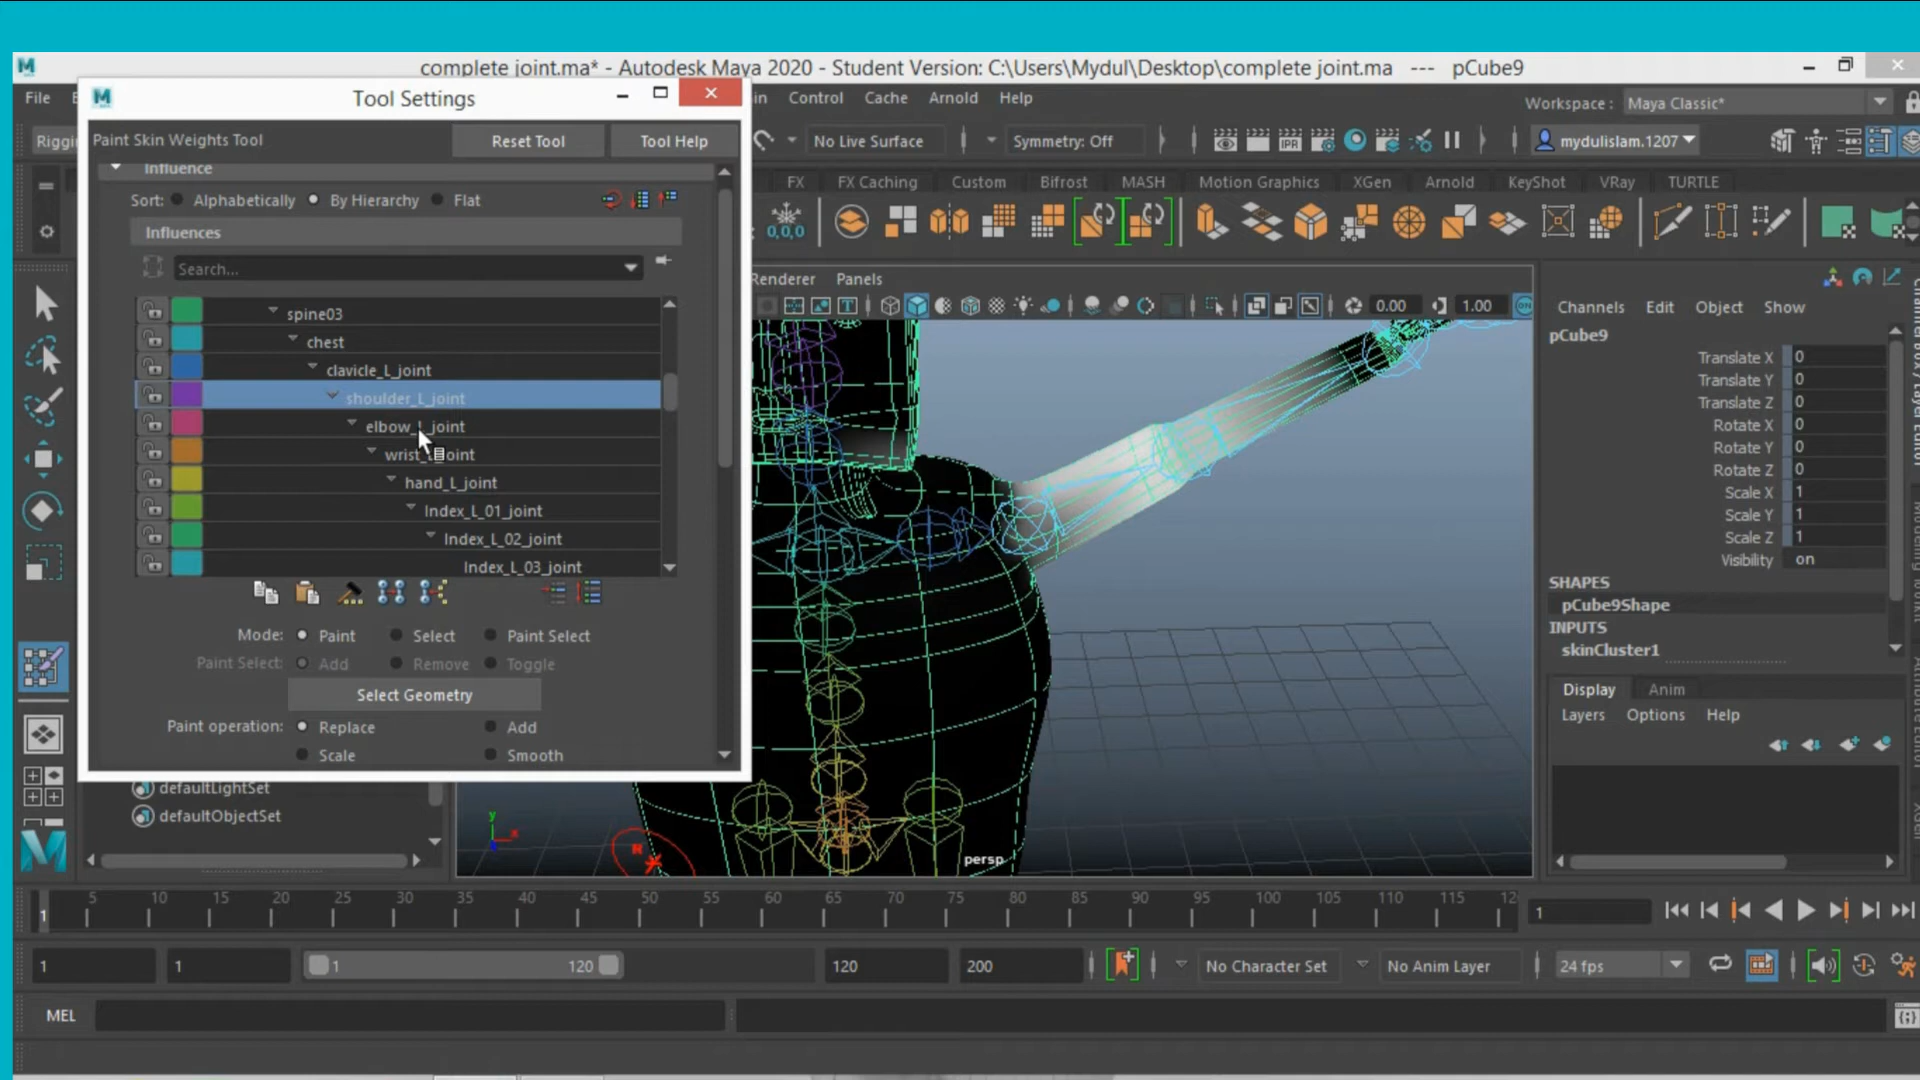 complete joint.ma* - Autodesk Maya 2020 - Student Version: C:\Users\Mydul\Desktop\complete joint.ma --- pCube9
File
Control Cache Arnold Help
Workspace : Maya Classic*
Tool Settings
Paint Skin Weights Tool Reset Tool Tool Help
No Live Surface Symmetry: Off IPR mydulislam.1207
Influence
Sort: Alphabetically By Hierarchy Flat
Influences
Search...
FX FX Caching Custom Bifrost MASH Motion Graphics XGen Arnold KeyShot VRay TURTLE
0,0,0
Renderer Panels
0.00 1.00
spine03
chest
clavicle_L_joint
shoulder_L_joint
elbow_L_joint
hand_L_joint
Index_L_01_joint
Index_L_02_joint
Index_L_03_joint
Mode: Paint Select Paint Select
Paint Select: Add Remove Toggle
Select Geometry
Paint operation: Replace Add
Scale Smooth
defaultLightSet
defaultObjectSet
y
x
R
persp
Channels Edit Object Show
pCube9
Translate X 0
Translate Y 0
Translate Z 0
Rotate X 0
Rotate Y 0
Rotate Z 0
Scale X 1
Scale Y 1
Scale Z 1
Visibility on
SHAPES
pCube9Shape
INPUTS
skinCluster1
Display Anim
Layers Options Help
1 5 10 15 20 25 30 35 40 45 50 55 60 65 70 75 80 85 90 95 100 105 110 115 1
1 1 1 120 120 200 No Character Set No Anim Layer 24 fps
MEL